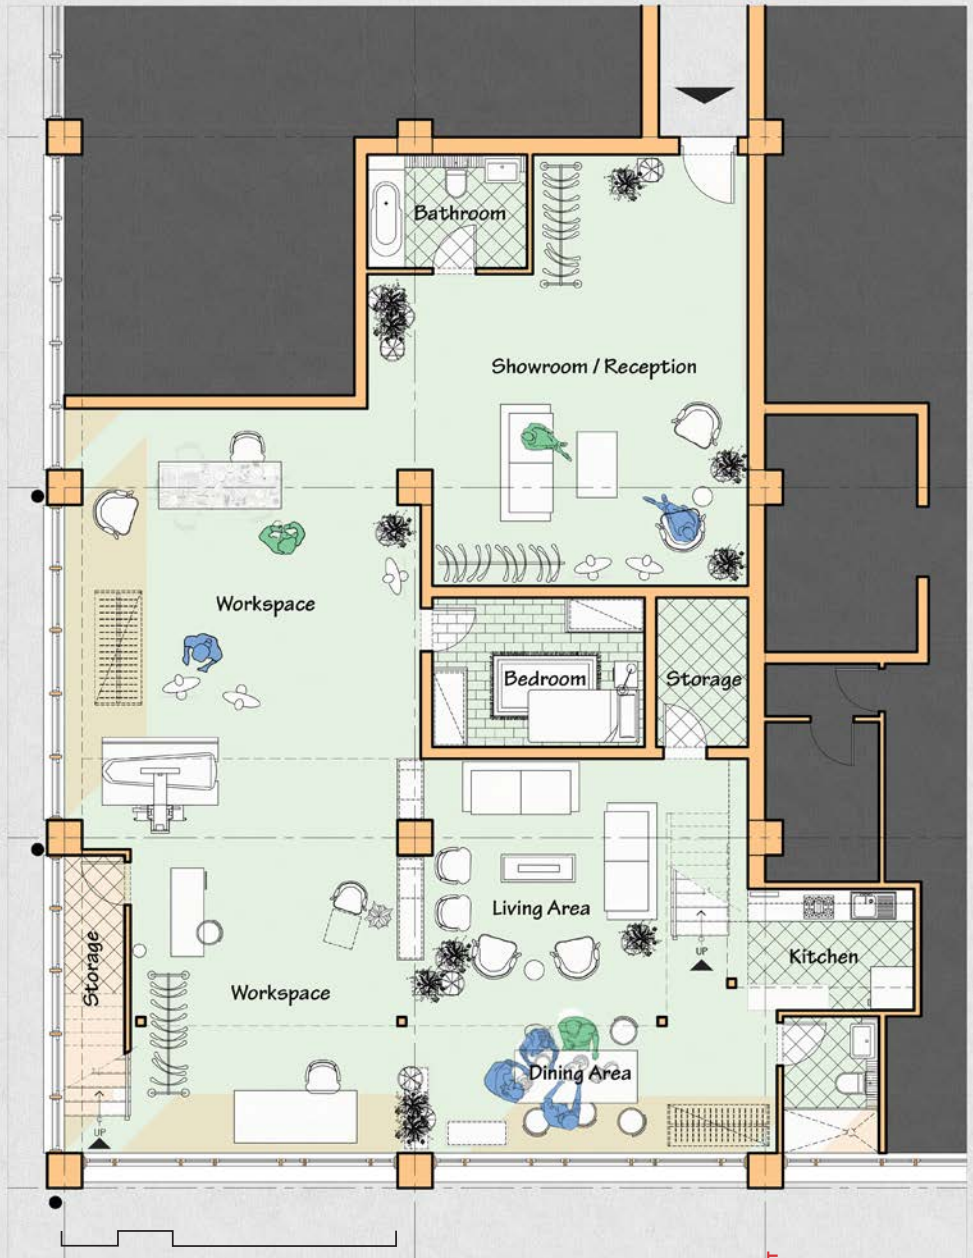 Bathroom
Showroom / Reception
Workspace
Bedroom
Storage
Living Area
Storage
UP
Kitchen
Workspace
Dining Area
UP
T